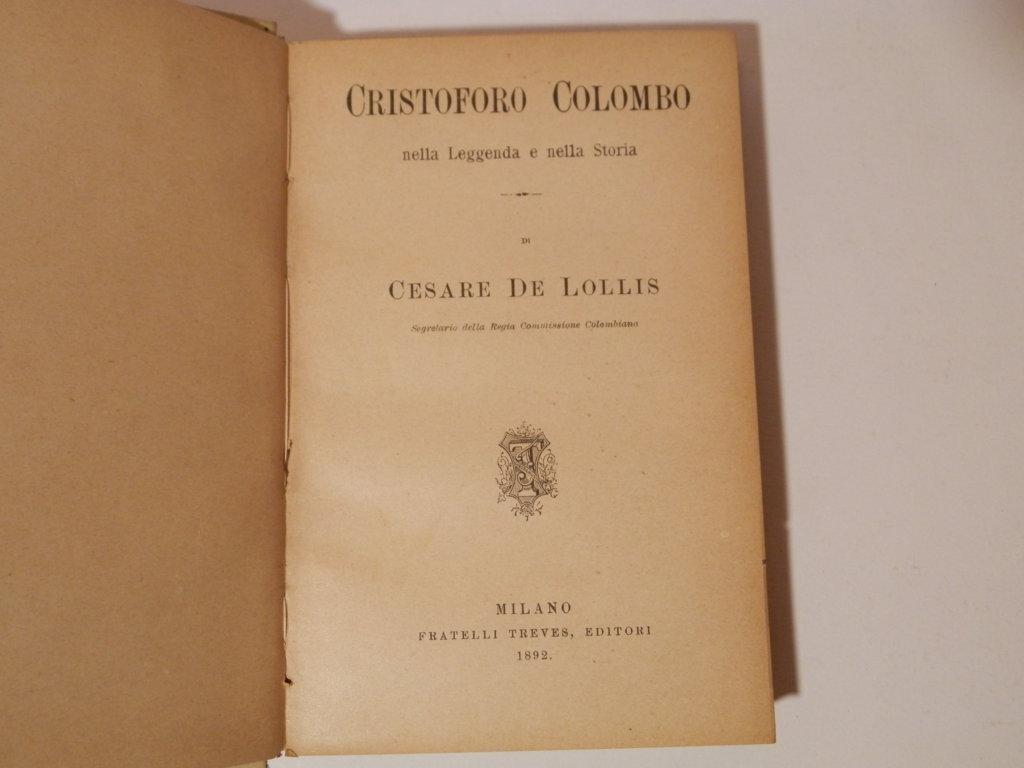 CRISTOFORO COLOMBO
nella Leggenda e nella Storia
DI
CESARE DE LOLLIS
Segretario della Regia Commissione Colombiana
MILANO
FRATELLI TREVES, EDITORI
1892.